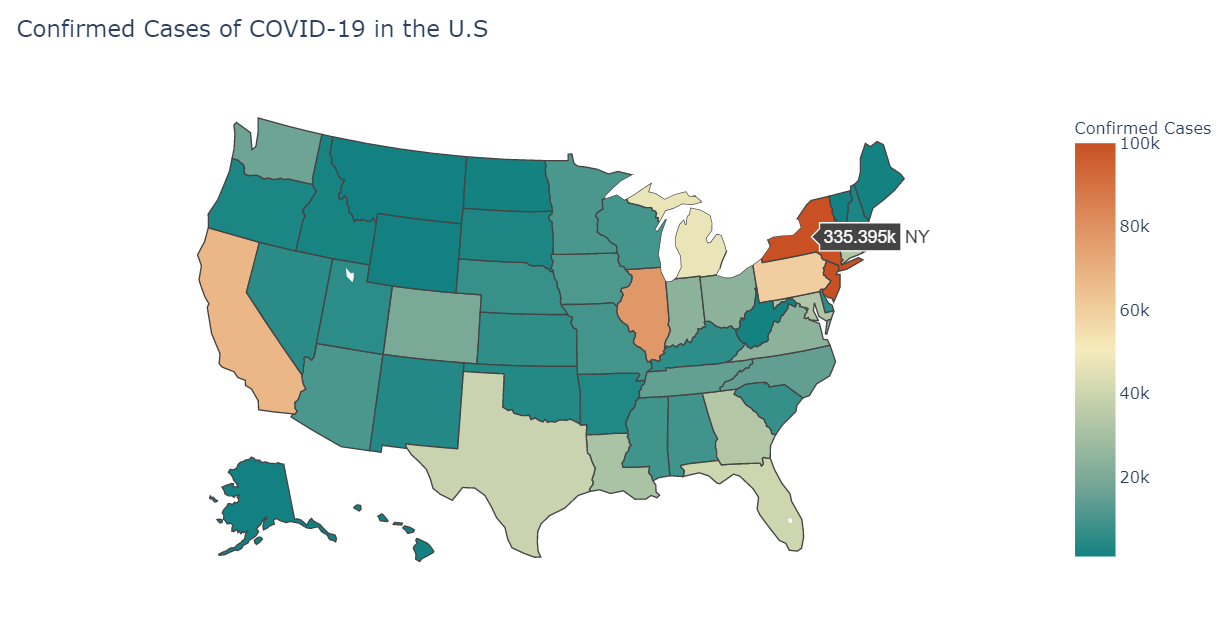 Confirmed Cases of COVID-19 in the U.S
Confirmed Cases
100k
335.395k NY
80k
60k
40k
20k